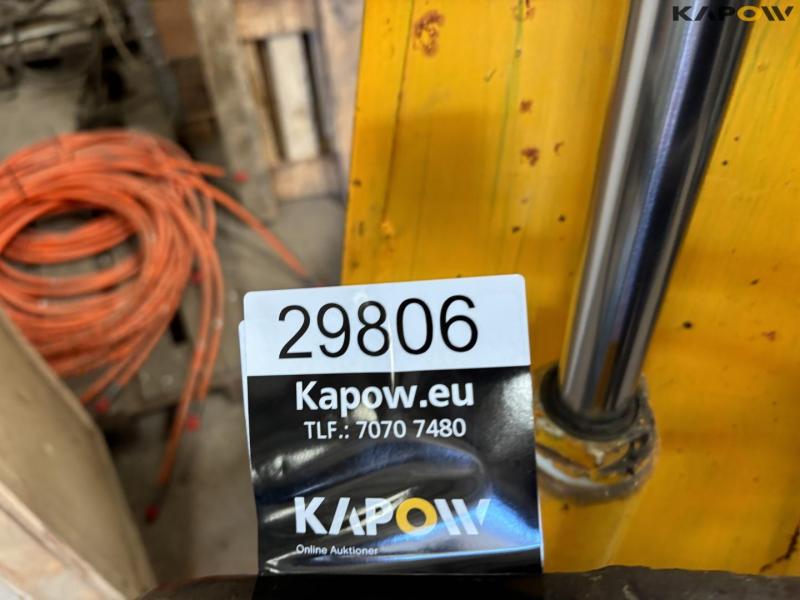 KAPOW
29806
Kapow.eu
TLF.: 7070 7480
KAPOW
Online Auktioner